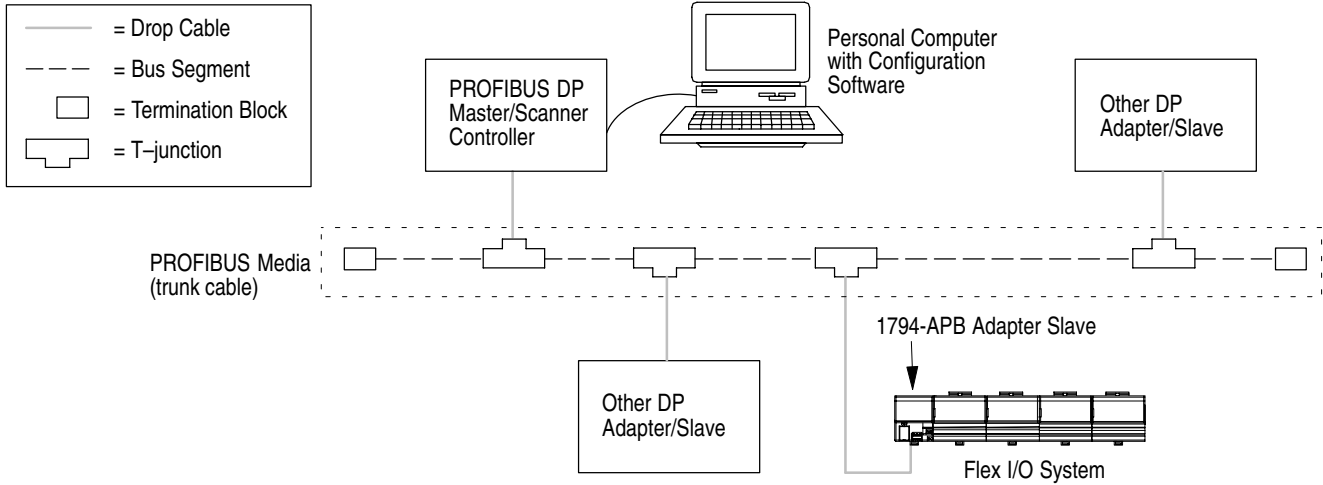 = Drop Cable
= Bus Segment
= Termination Block
= T–junction
PROFIBUS DP
Master/Scanner
Controller
Personal Computer
with Configuration
Software
Other DP
Adapter/Slave
PROFIBUS Media
(trunk cable)
Other DP
Adapter/Slave
1794-APB Adapter Slave
Flex I/O System